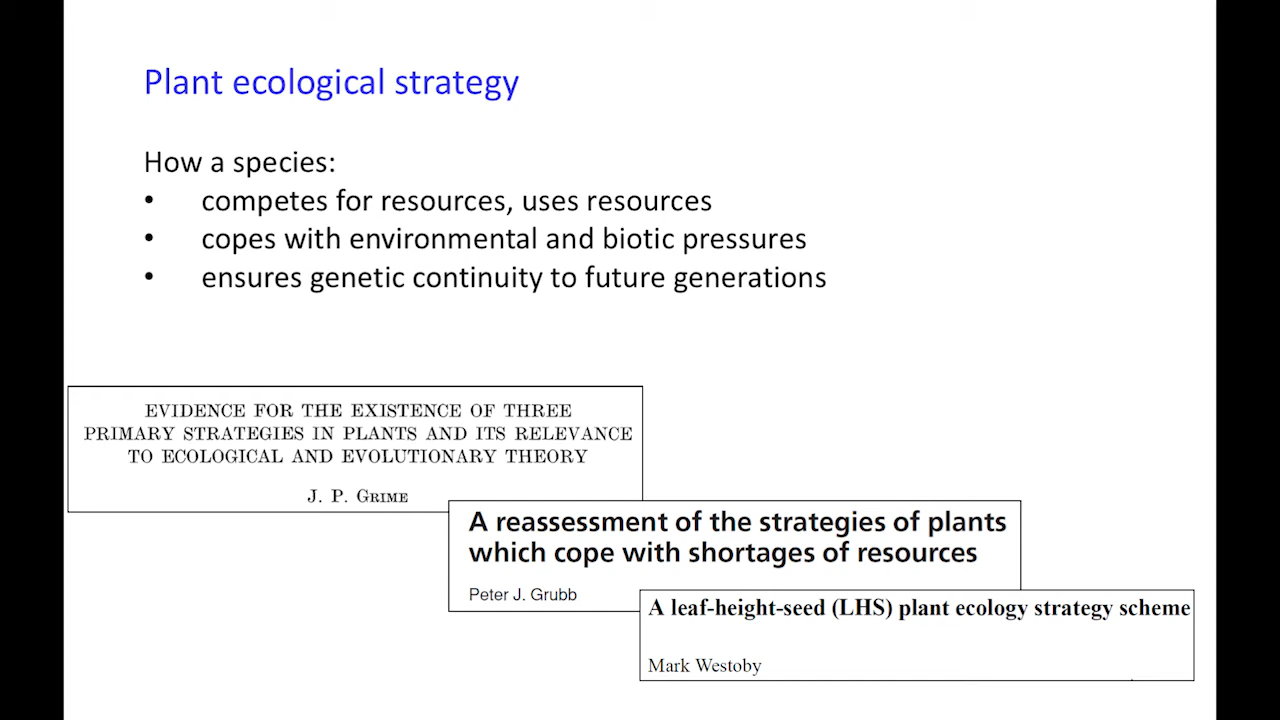 Plant ecological strategy
How a species:
• competes for resources, uses resources
• copes with environmental and biotic pressures
• ensures genetic continuity to future generations
EVIDENCE FOR THE EXISTENCE OF THREE
PRIMARY STRATEGIES IN PLANTS AND ITS RELEVANCE
TO ECOLOGICAL AND EVOLUTIONARY THEORY
J. P. GRIME
A reassessment of the strategies of plants
which cope with shortages of resources
Peter J. Grubb
A leaf-height-seed (LHS) plant ecology strategy scheme
Mark Westoby